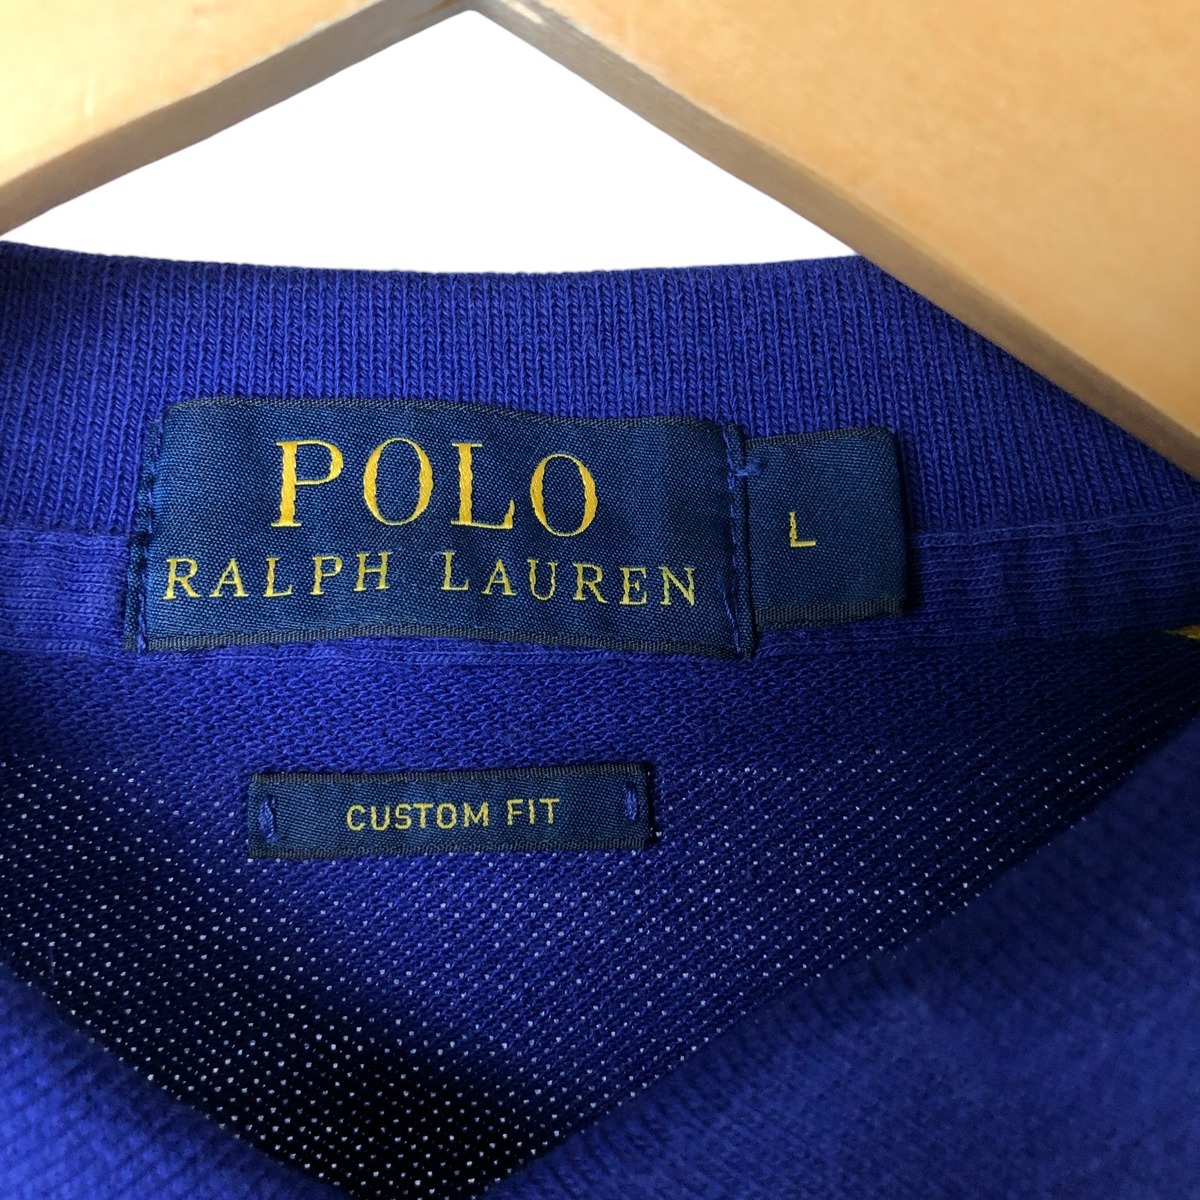 POLO
RALPH LAUREN
L
CUSTOM FIT